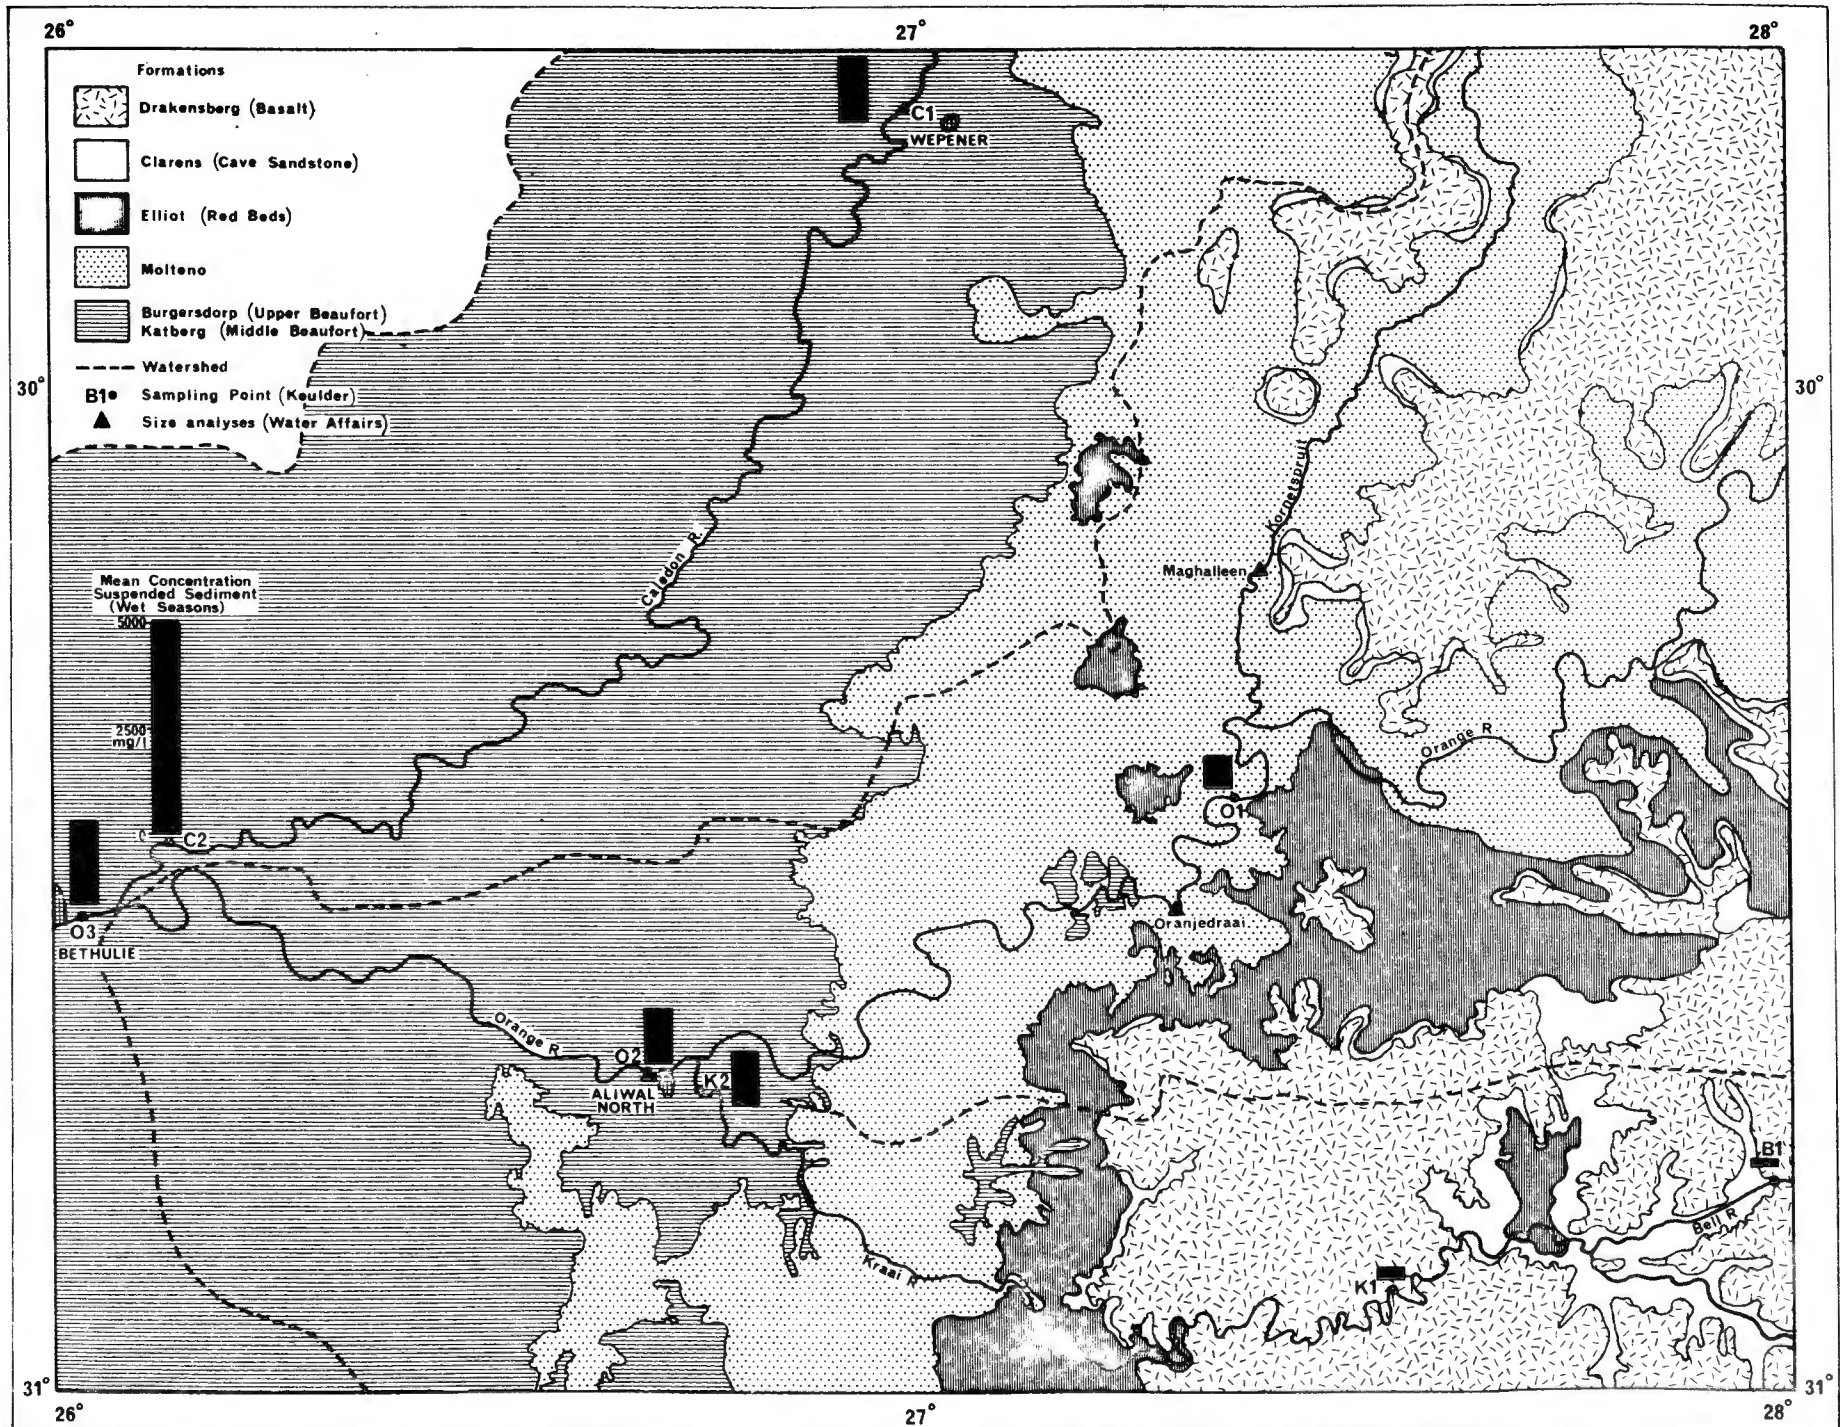 26° 27° 28°
Formations
Drakensberg (Basalt)
Clarens (Cave Sandstone)
Elliot (Red Beds)
Molteno
Burgersdorp (Upper Beaufort)
Katberg (Middle Beaufort)
Watershed
B1 Sampling Point (Keulder)
Size analyses (Water Affairs)
C1
WEPENER
30° 30°
Kornetspruit
Maghalleen
Caledon R.
Mean Concentration
Suspended Sediment
(Wet Seasons)
5000
2500
mg/l
0
C2
Orange R
O1
O3
BETHULIE
Oranjedraai
Orange R
O2
K2
ALIWAL
NORTH
B1
Bell R
Kraai R
K1
31° 31°
26° 27° 28°